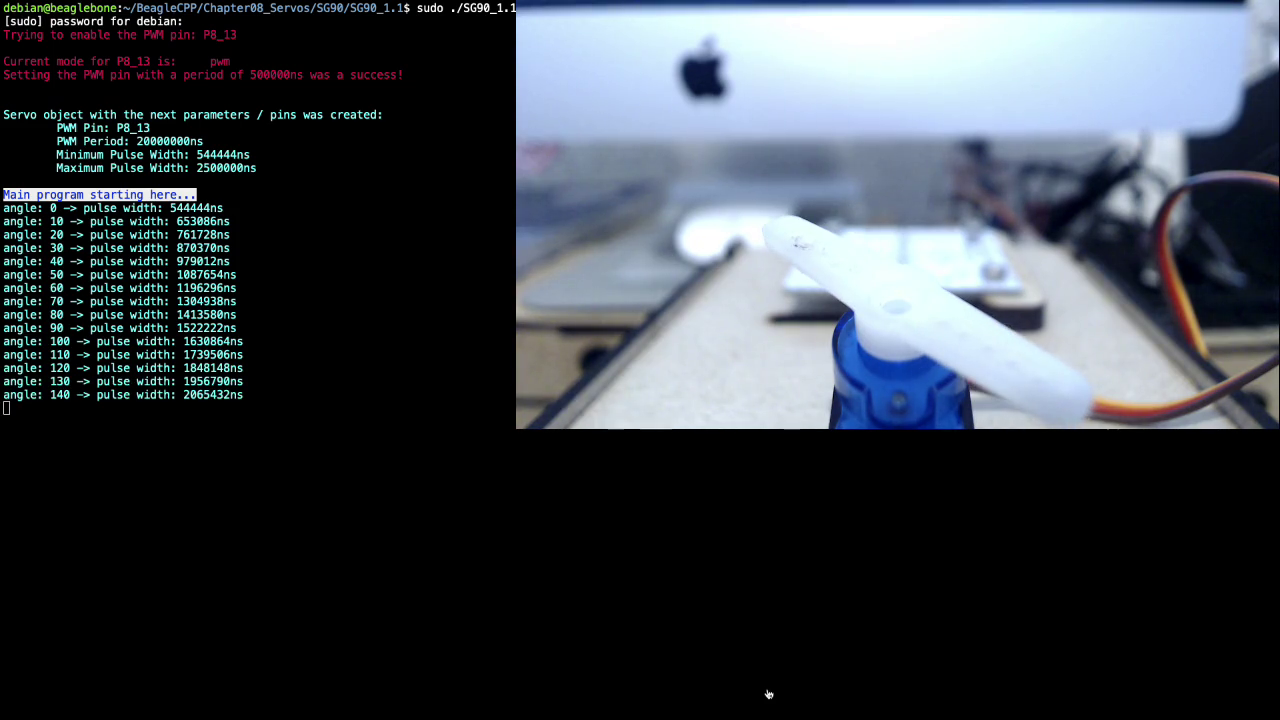 debian@beaglebone:~/BeagleCPP/Chapter08_Servos/SG90/SG90_1.1$ sudo ./SG90_1.1
[sudo] password for debian:
Trying to enable the PWM pin: P8_13
Current mode for P8_13 is:     pwm
Setting the PWM pin with a period of 500000ns was a success!
Servo object with the next parameters / pins was created:
PWM Pin: P8_13
PWM Period: 20000000ns
Minimum Pulse Width: 544444ns
Maximum Pulse Width: 2500000ns
Main program starting here...
angle: 0 -> pulse width: 544444ns
angle: 10 -> pulse width: 653086ns
angle: 20 -> pulse width: 761728ns
angle: 30 -> pulse width: 870370ns
angle: 40 -> pulse width: 979012ns
angle: 50 -> pulse width: 1087654ns
angle: 60 -> pulse width: 1196296ns
angle: 70 -> pulse width: 1304938ns
angle: 80 -> pulse width: 1413580ns
angle: 90 -> pulse width: 1522222ns
angle: 100 -> pulse width: 1630864ns
angle: 110 -> pulse width: 1739506ns
angle: 120 -> pulse width: 1848148ns
angle: 130 -> pulse width: 1956790ns
angle: 140 -> pulse width: 2065432ns